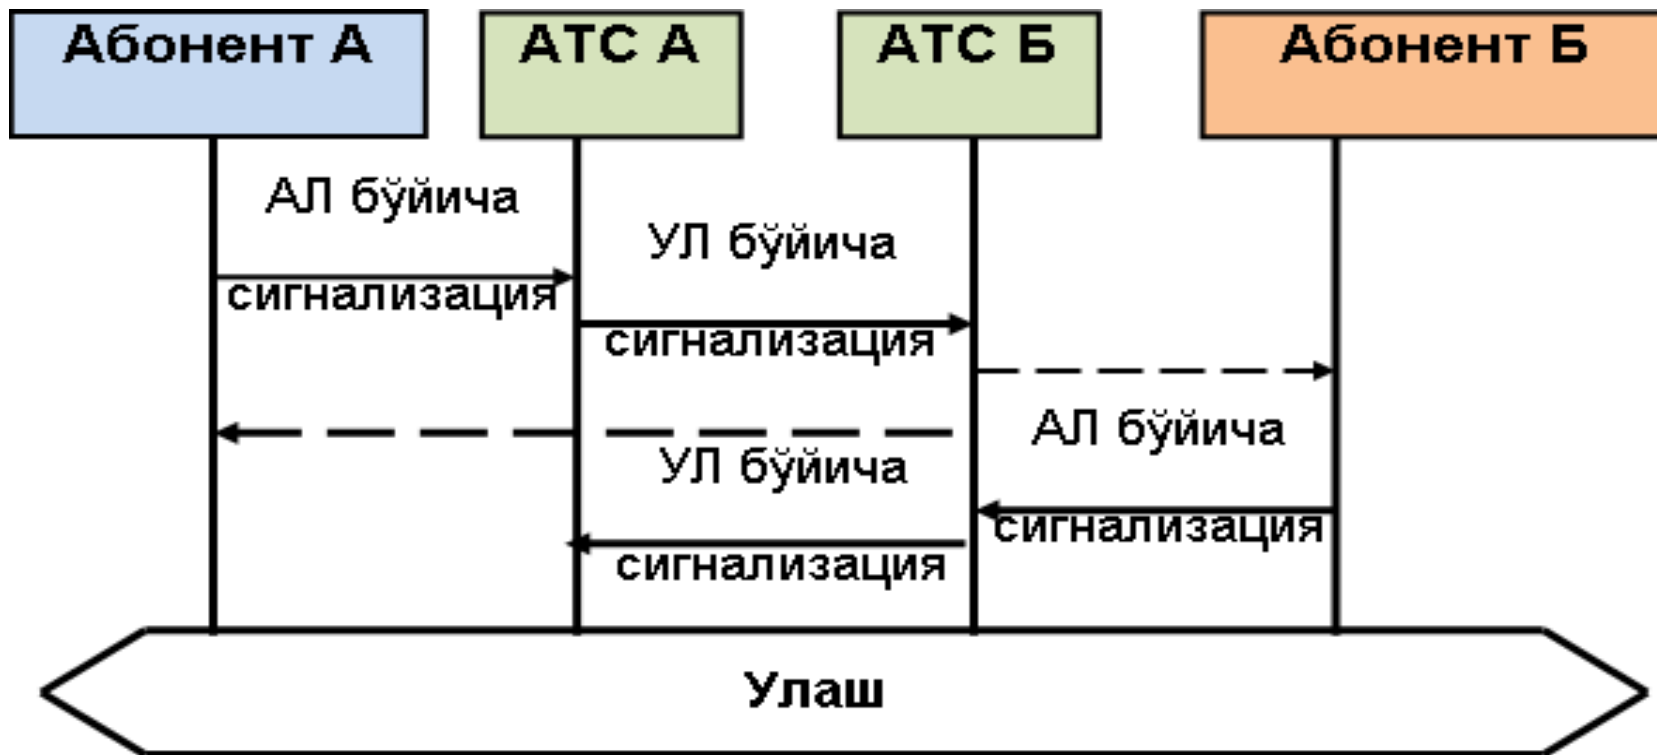 Абонент А
АТС А
АТС Б
Абонент Б
АЛ бўйича
сигнализация
УЛ бўйича
сигнализация
АЛ бўйича
сигнализация
УЛ бўйича
сигнализация
Улаш